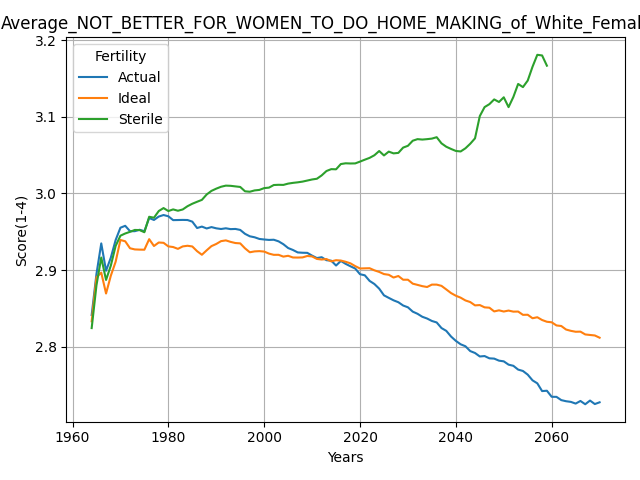 Average_NOT_BETTER_FOR_WOMEN_TO_DO_HOME_MAKING_of_White_Femal
Fertility
Actual
Ideal
Sterile
Score(1-4)
3.2
3.1
3.0
2.9
2.8
1960 1980 2000 2020 2040 2060
Years